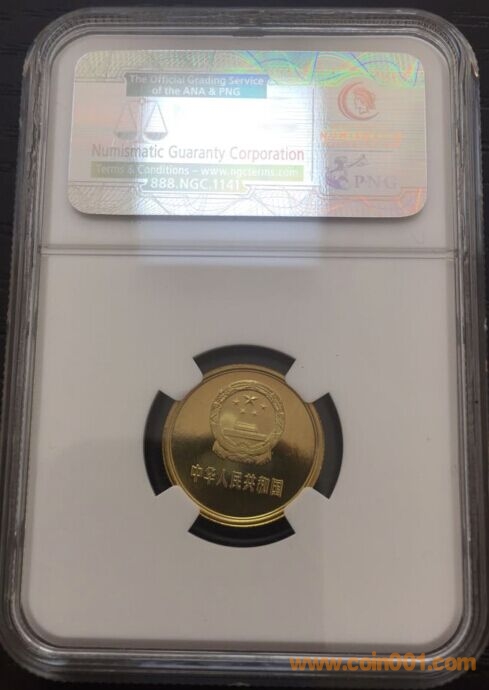 The Official Grading Service
of the ANA & PNG
Numismatic Guaranty Corporation
Terms & Conditions – www.ngcterms.com
888.NGC.1141
PNG
中华人民共和国
www.coin001.com